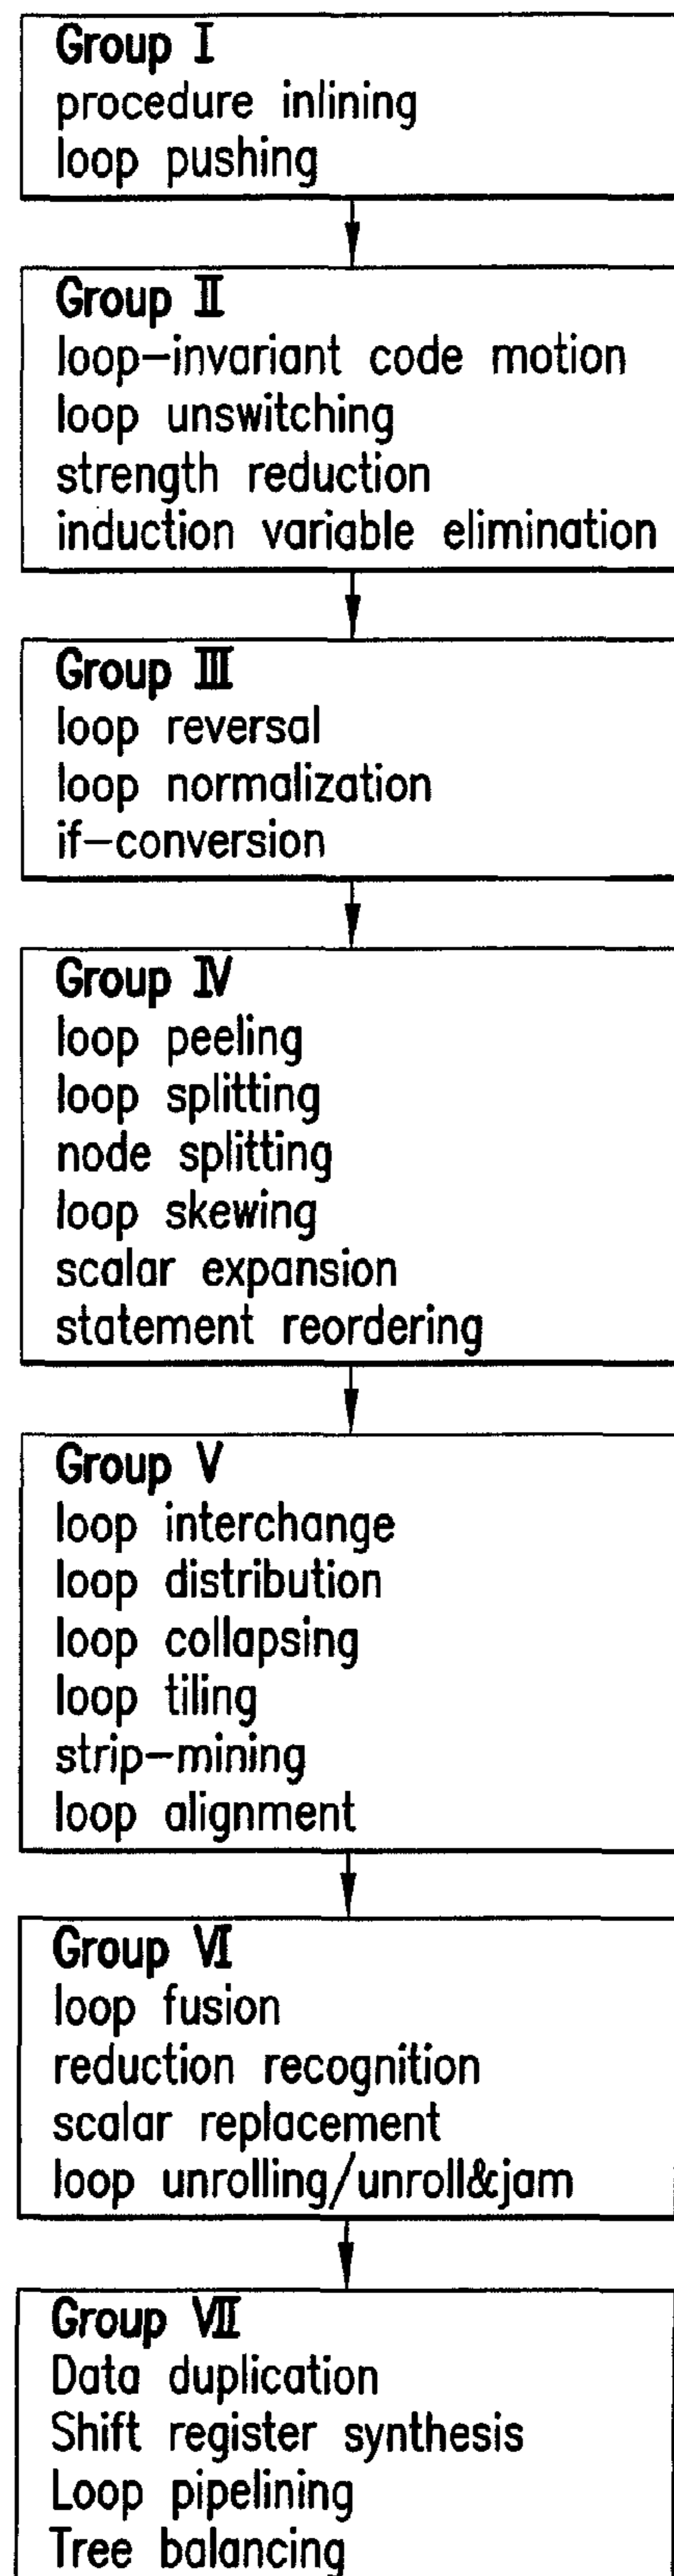 Group I
procedure inlining
loop pushing
Group II
loop-invariant code motion
loop unswitching
strength reduction
induction variable elimination
Group III
loop reversal
loop normalization
if-conversion
Group IV
loop peeling
loop splitting
node splitting
loop skewing
scalar expansion
statement reordering
Group V
loop interchange
loop distribution
loop collapsing
loop tiling
strip-mining
loop alignment
Group VI
loop fusion
reduction recognition
scalar replacement
loop unrolling/unroll&jam
Group VII
Data duplication
Shift register synthesis
Loop pipelining
Tree balancing